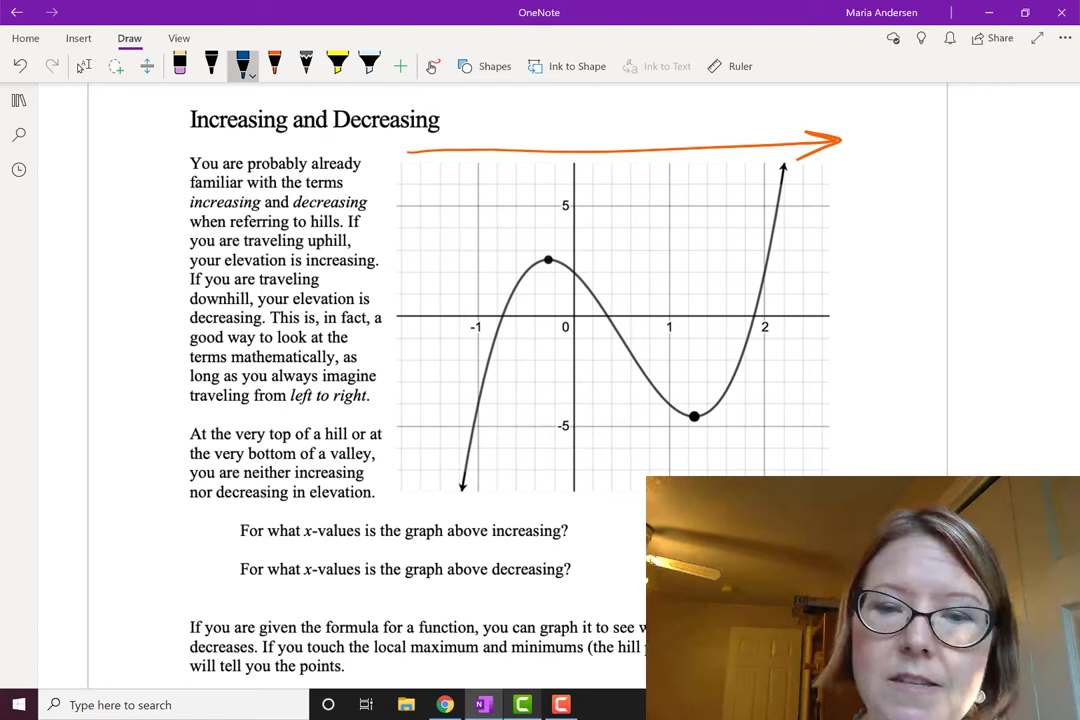 OneNote
Maria Andersen
Home Insert Draw View
Share
Shapes Ink to Shape Ink to Text Ruler
Increasing and Decreasing
You are probably already
familiar with the terms
increasing and decreasing
when referring to hills. If
you are traveling uphill,
your elevation is increasing.
If you are traveling
downhill, your elevation is
decreasing. This is, in fact, a
good way to look at the
terms mathematically, as
long as you always imagine
traveling from left to right.
At the very top of a hill or at
the very bottom of a valley,
you are neither increasing
nor decreasing in elevation.
5
-1 0 1 2
-5
For what x-values is the graph above increasing?
For what x-values is the graph above decreasing?
If you are given the formula for a function, you can graph it to see
decreases. If you touch the local maximum and minimums (the hill
will tell you the points.
Type here to search